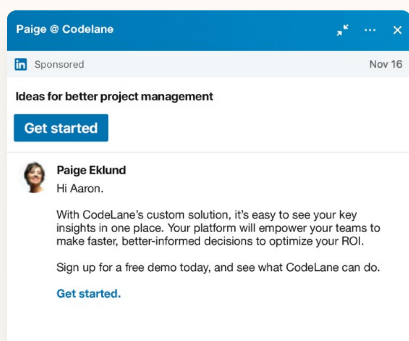 Paige @ Codelane
in Sponsored Nov 16
Ideas for better project management
Get started
Paige Eklund
Hi Aaron.
With CodeLane's custom solution, it's easy to see your key
insights in one place. Your platform will empower your teams to
make faster, better-informed decisions to optimize your ROI.
Sign up for a free demo today, and see what CodeLane can do.
Get started.